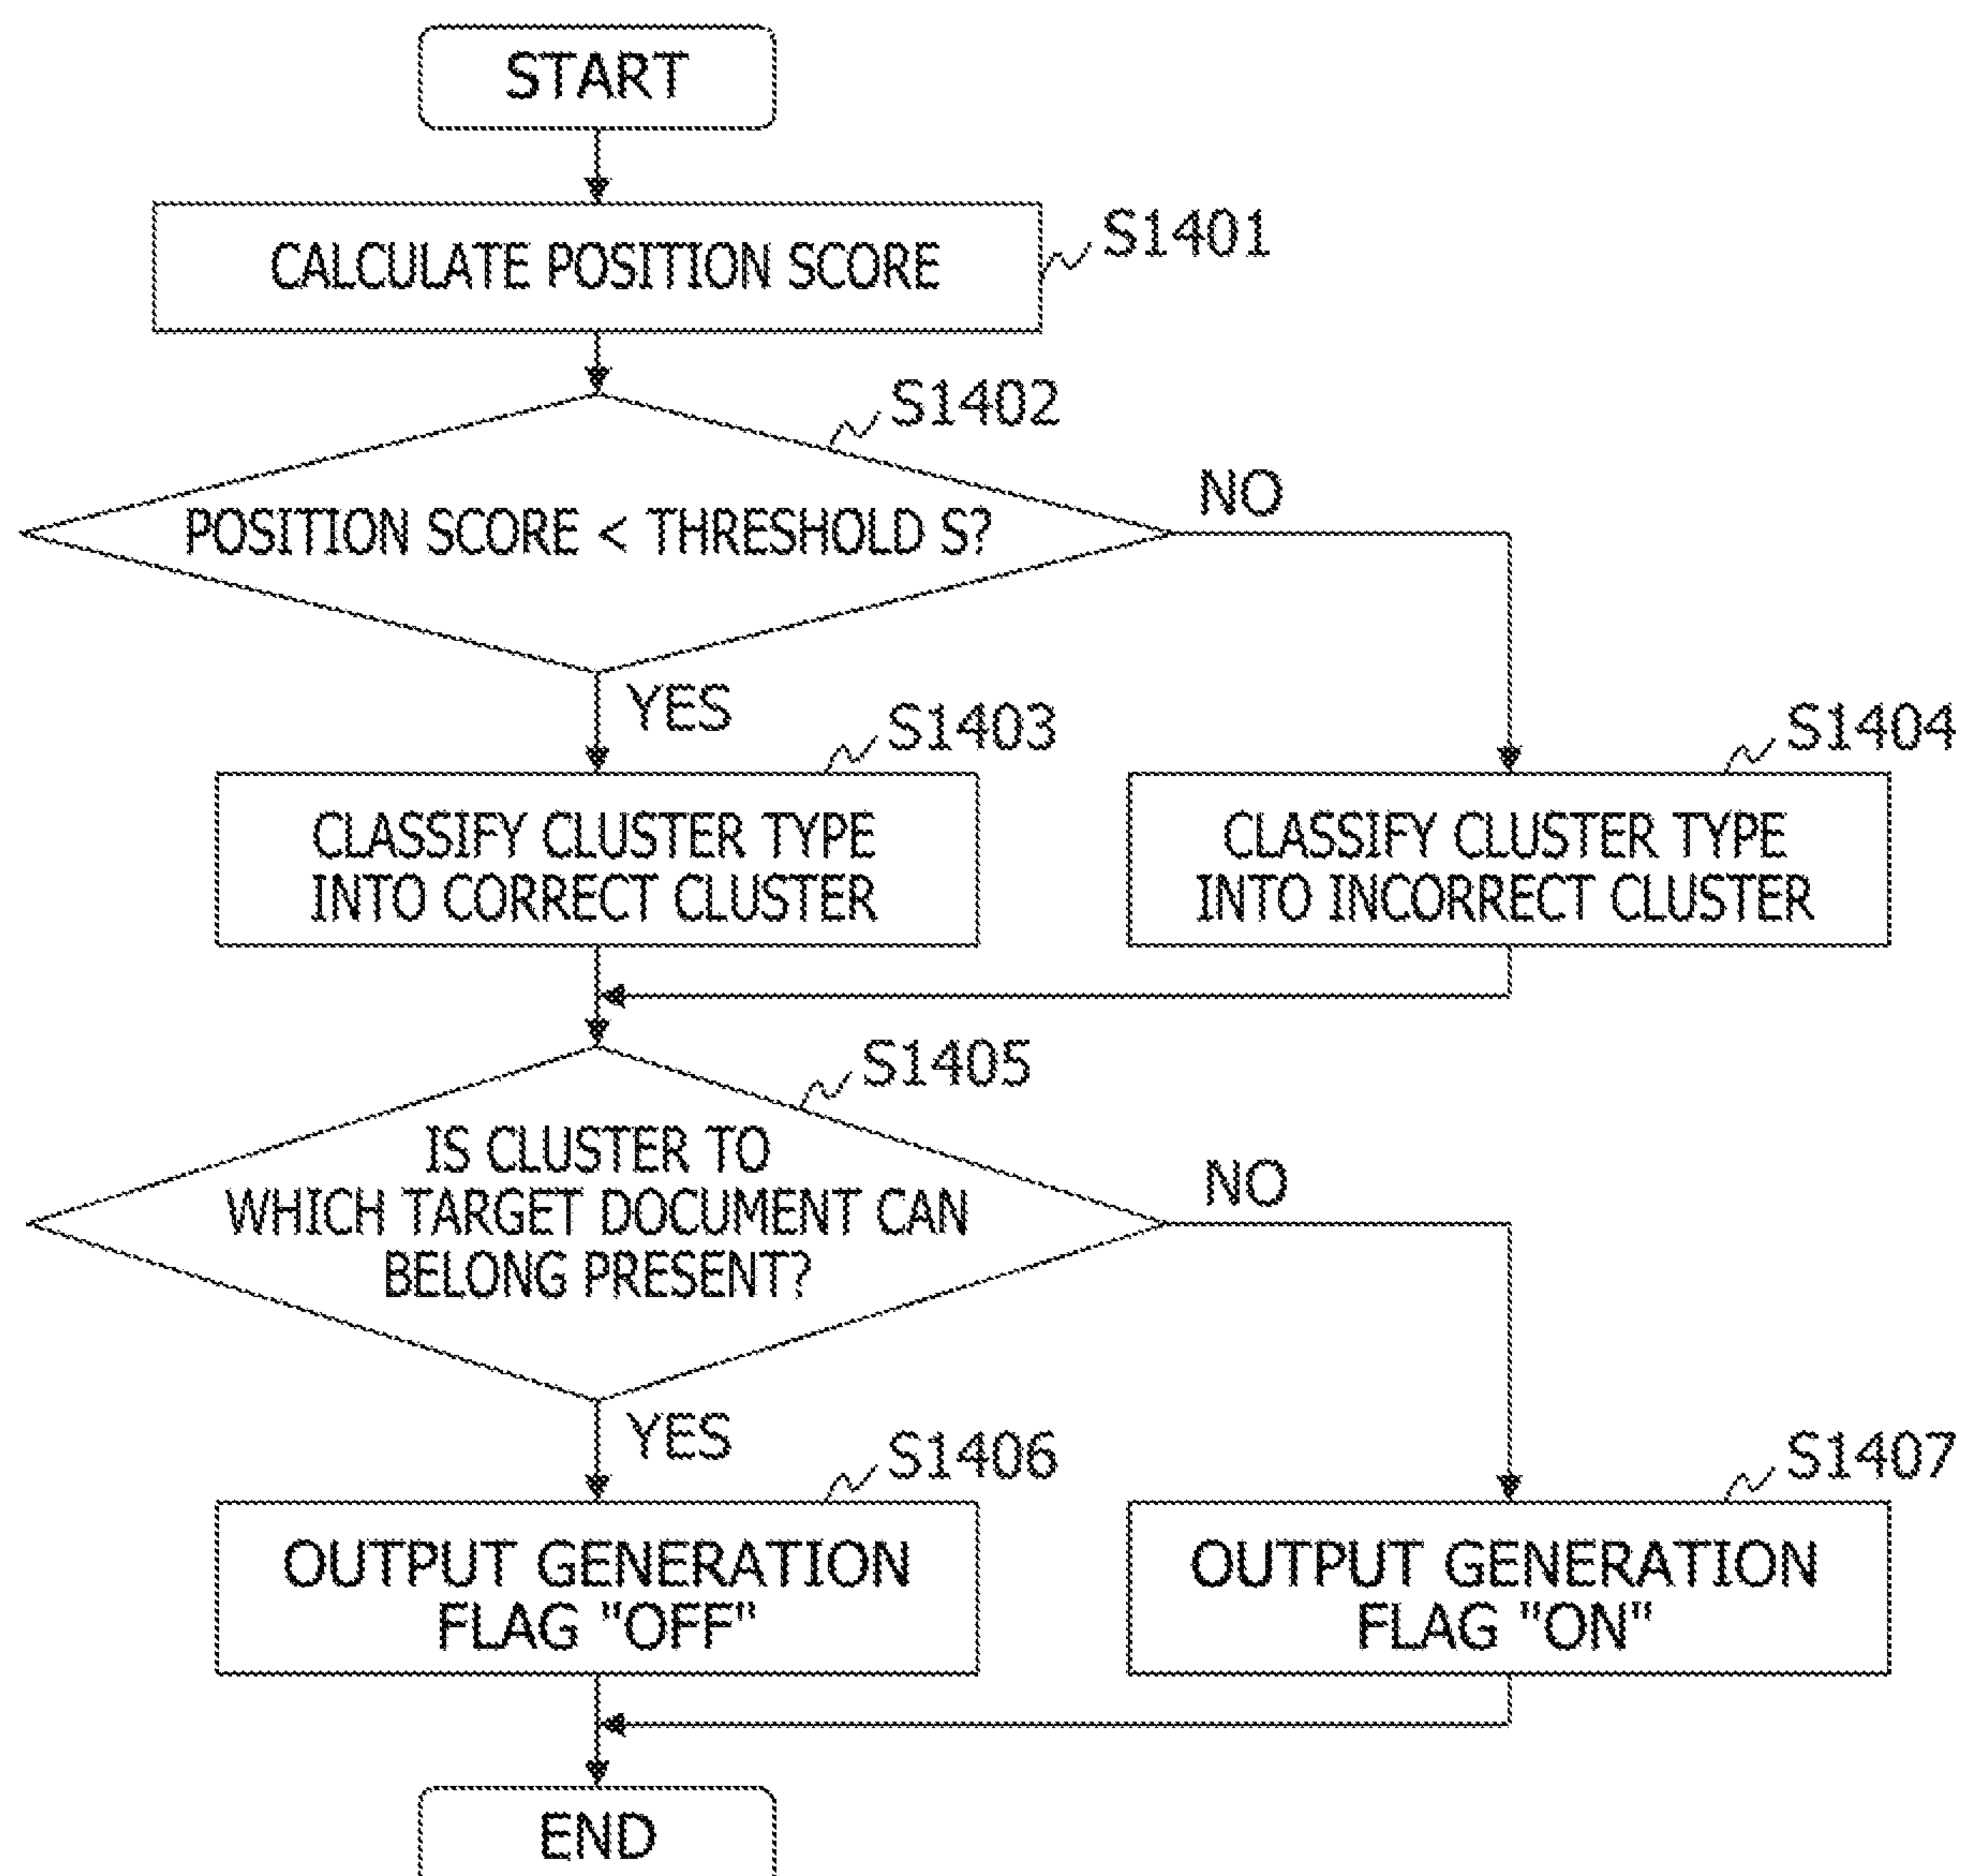 START
CALCULATE POSITION SCORE
S1401
S1402
POSITION SCORE < THRESHOLD S?
NO
YES
S1403
CLASSIFY CLUSTER TYPE
INTO CORRECT CLUSTER
S1404
CLASSIFY CLUSTER TYPE
INTO INCORRECT CLUSTER
S1405
IS CLUSTER TO
WHICH TARGET DOCUMENT CAN
BELONG PRESENT?
NO
YES
S1406
OUTPUT GENERATION
FLAG "OFF"
S1407
OUTPUT GENERATION
FLAG "ON"
END